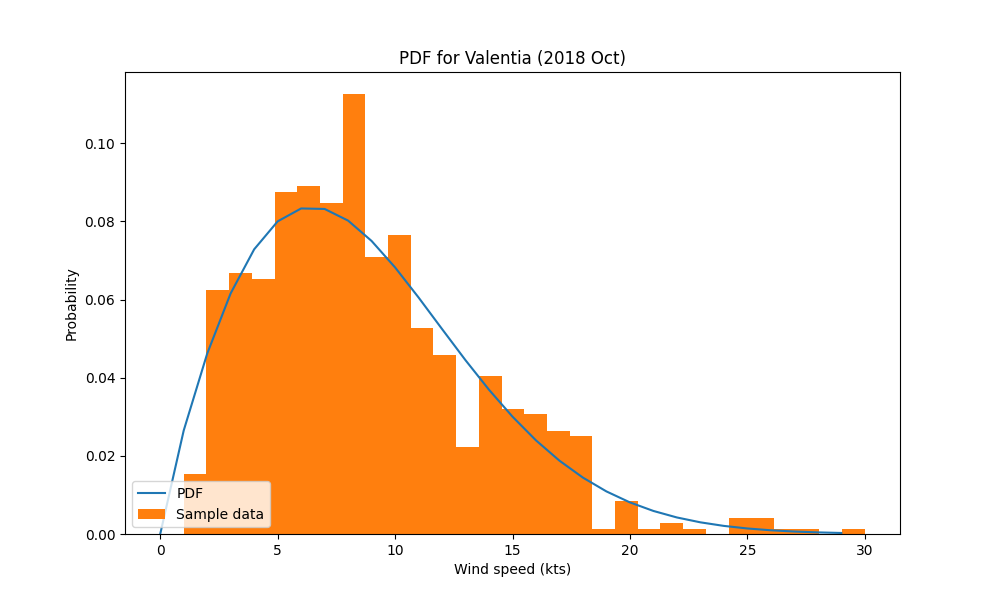 PDF for Valentia (2018 Oct)
Probability
0.10
0.08
0.06
0.04
0.02
0.00
PDF
Sample data
0
5
10
15
20
25
30
Wind speed (kts)